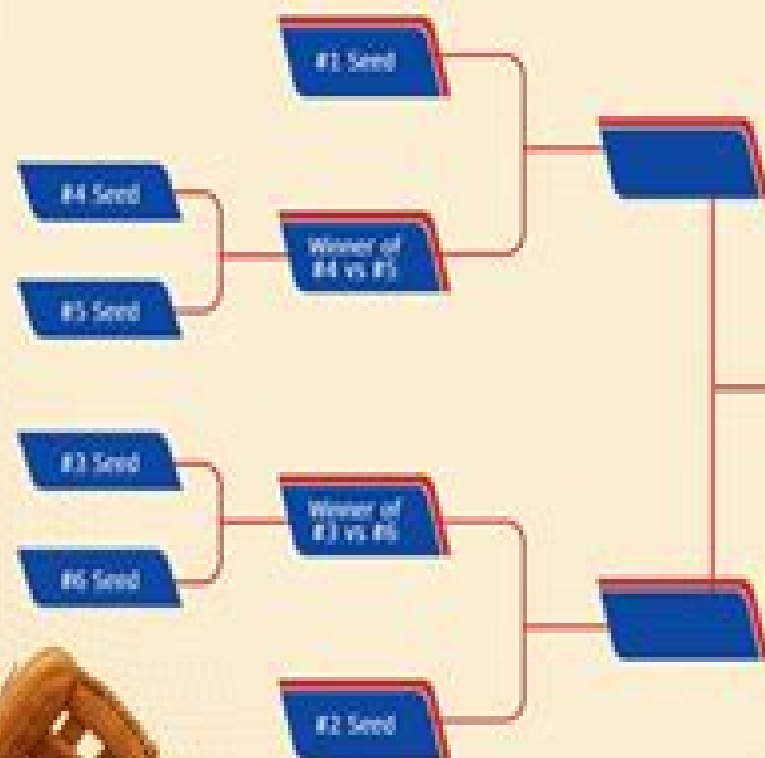 #1 Seed
#4 Seed
Winner of
#4 vs #5
#5 Seed
#3 Seed
Winner of
#3 vs #6
#6 Seed
#2 Seed